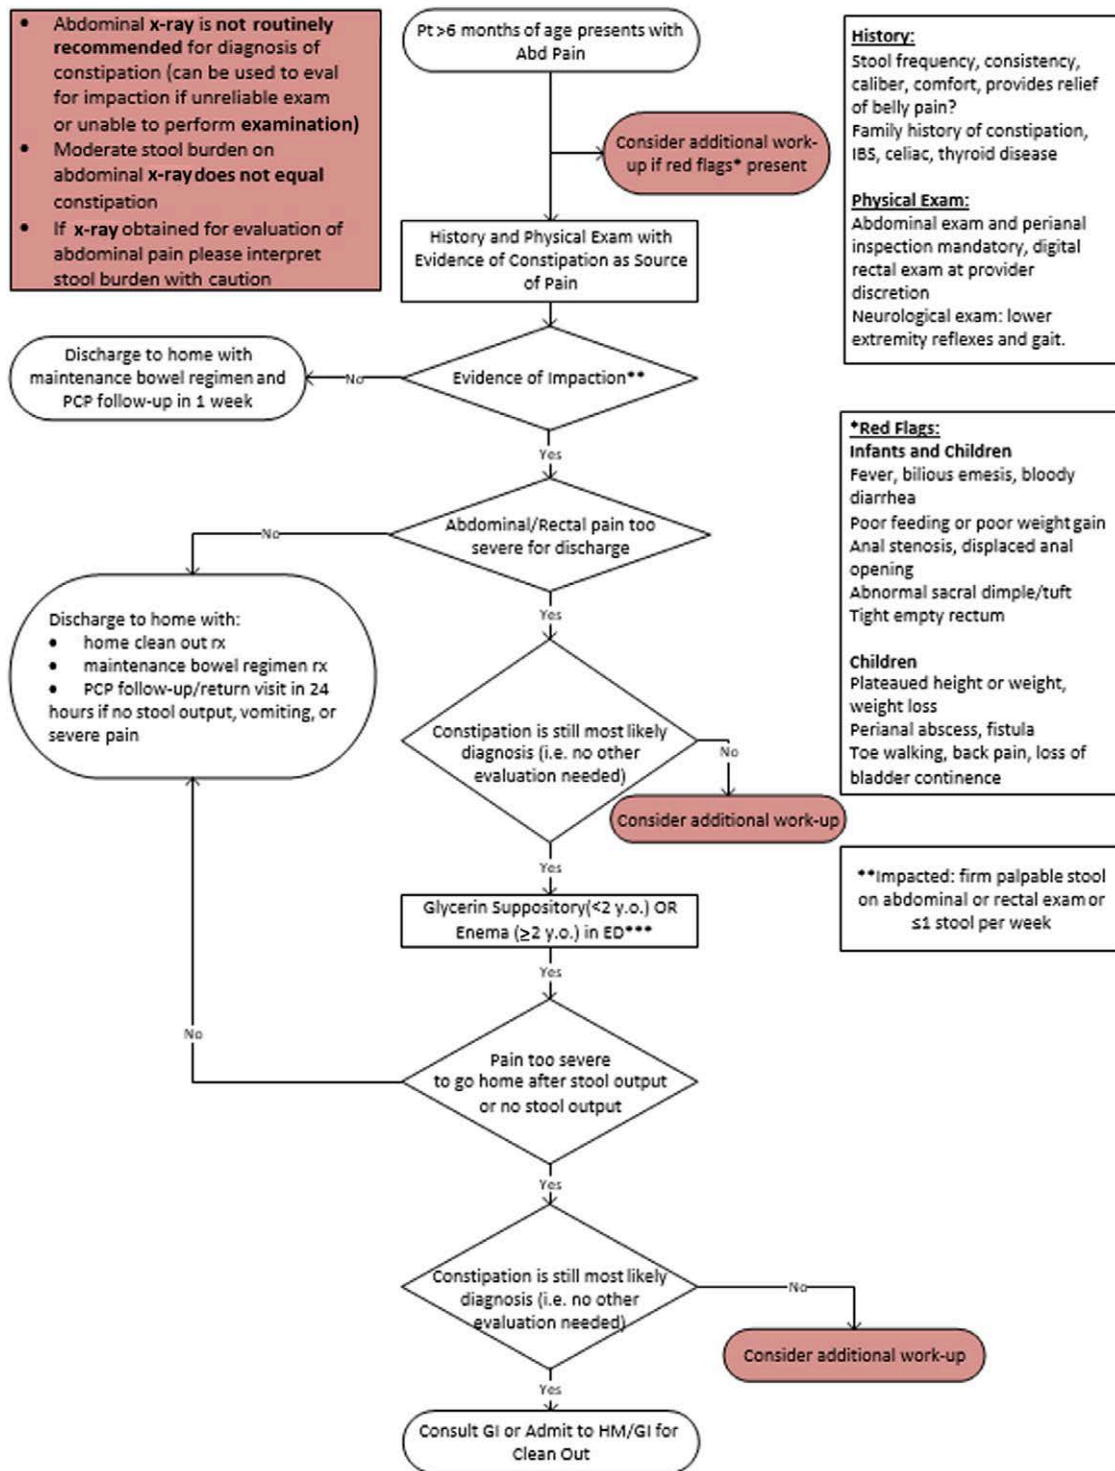 • Abdominal x-ray is not routinely
recommended for diagnosis of
constipation (can be used to eval
for impaction if unreliable exam
or unable to perform examination)
• Moderate stool burden on
abdominal x-ray does not equal
constipation
• If x-ray obtained for evaluation of
abdominal pain please interpret
stool burden with caution
Pt >6 months of age presents with
Abd Pain
Consider additional work-
up if red flags* present
History and Physical Exam with
Evidence of Constipation as Source
of Pain
Evidence of Impaction**
No
Discharge to home with
maintenance bowel regimen and
PCP follow-up in 1 week
Yes
Abdominal/Rectal pain too
severe for discharge
No
Discharge to home with:
• home clean out rx
• maintenance bowel regimen rx
• PCP follow-up/return visit in 24
hours if no stool output, vomiting, or
severe pain
Yes
Constipation is still most likely
diagnosis (i.e. no other
evaluation needed)
No
Consider additional work-up
Yes
Glycerin Suppository(<2 y.o.) OR
Enema (≥2 y.o.) in ED***
Yes
Pain too severe
to go home after stool output
or no stool output
No
Yes
Constipation is still most likely
diagnosis (i.e. no other
evaluation needed)
No
Consider additional work-up
Yes
Consult GI or Admit to HM/GI for
Clean Out
History:
Stool frequency, consistency,
caliber, comfort, provides relief
of belly pain?
Family history of constipation,
IBS, celiac, thyroid disease
Physical Exam:
Abdominal exam and perianal
inspection mandatory, digital
rectal exam at provider
discretion
Neurological exam: lower
extremity reflexes and gait.
*Red Flags:
Infants and Children
Fever, bilious emesis, bloody
diarrhea
Poor feeding or poor weight gain
Anal stenosis, displaced anal
opening
Abnormal sacral dimple/tuft
Tight empty rectum
Children
Plateaued height or weight,
weight loss
Perianal abscess, fistula
Toe walking, back pain, loss of
bladder continence
**Impacted: firm palpable stool
on abdominal or rectal exam or
≤1 stool per week